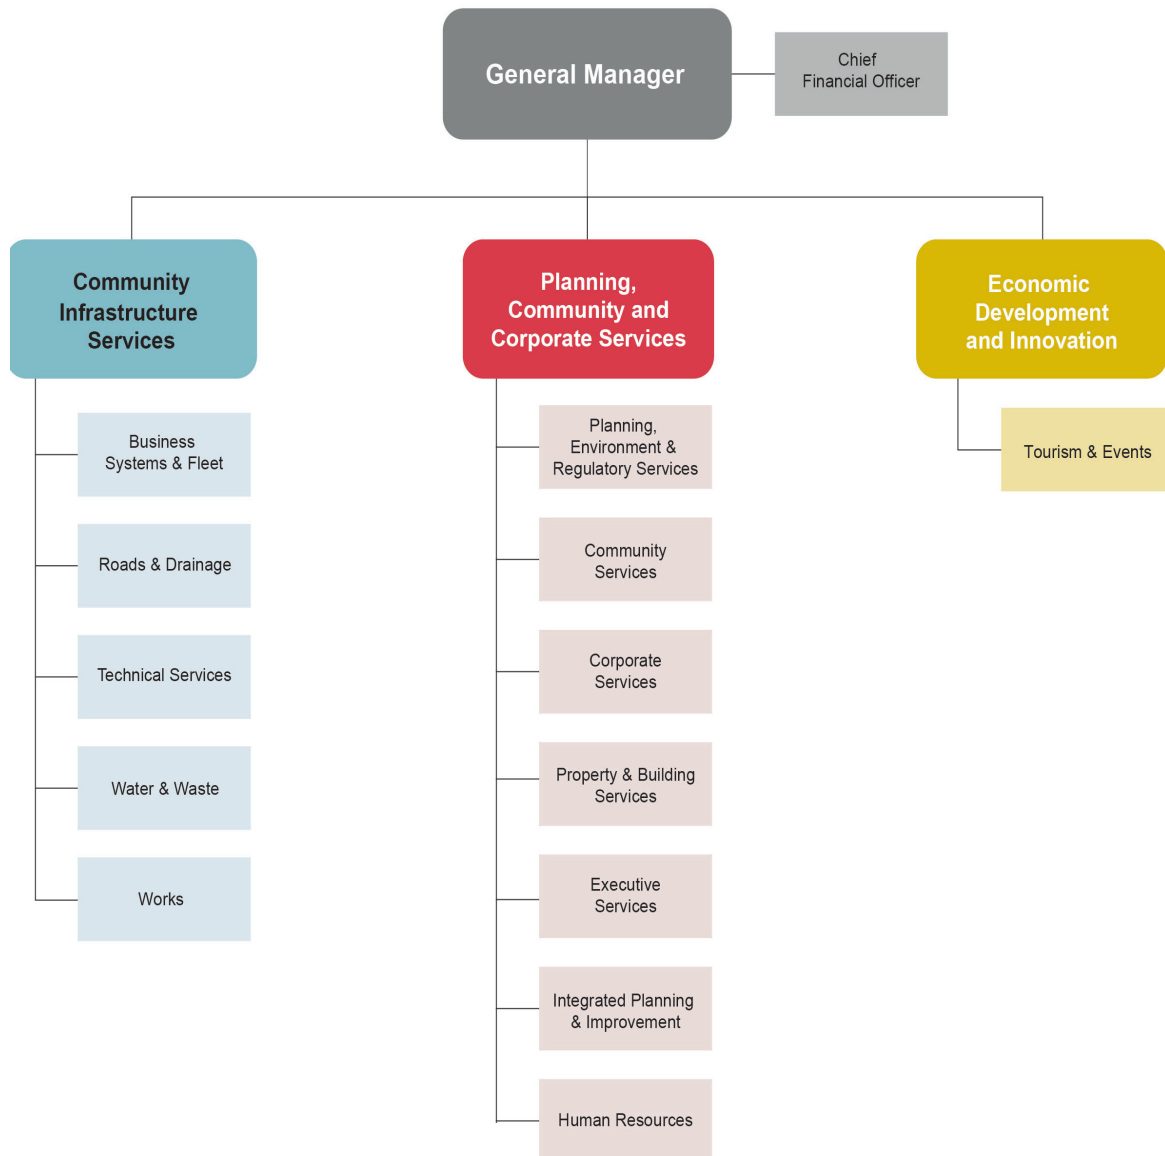 General Manager
Chief
Financial Officer
Community
Infrastructure
Services
Business
Systems & Fleet
Roads & Drainage
Technical Services
Water & Waste
Works
Planning,
Community and
Corporate Services
Planning,
Environment &
Regulatory Services
Community
Services
Corporate
Services
Property & Building
Services
Executive
Services
Integrated Planning
& Improvement
Human Resources
Economic
Development
and Innovation
Tourism & Events